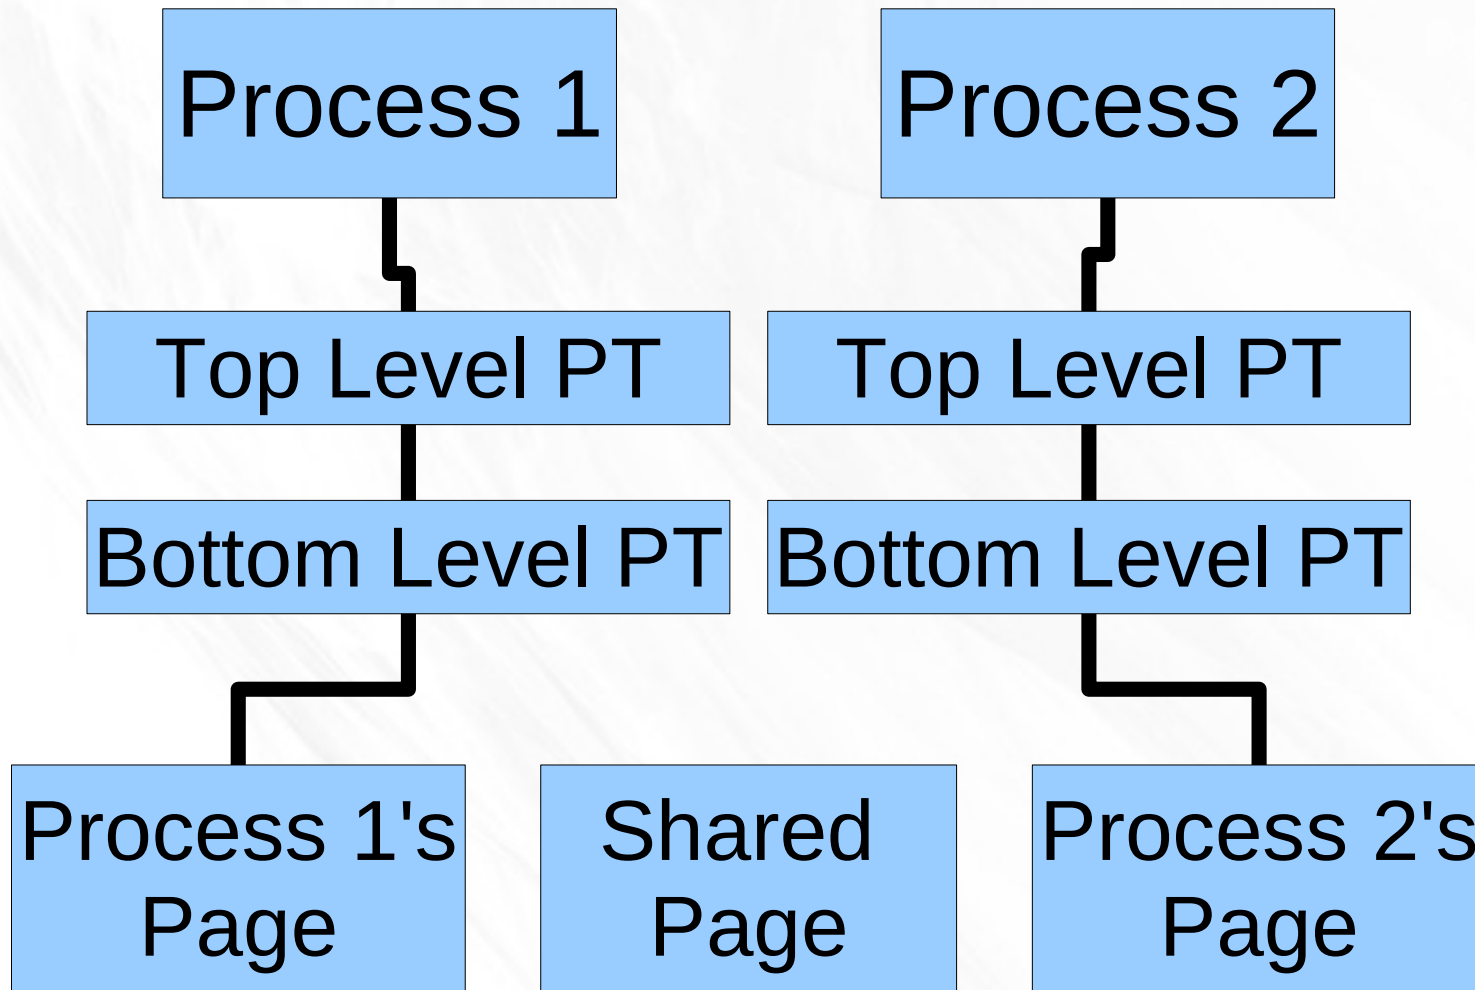 Process 1
Process 2
Top Level PT
Top Level PT
Bottom Level PT
Bottom Level PT
Process 1's
Page
Shared
Page
Process 2's
Page